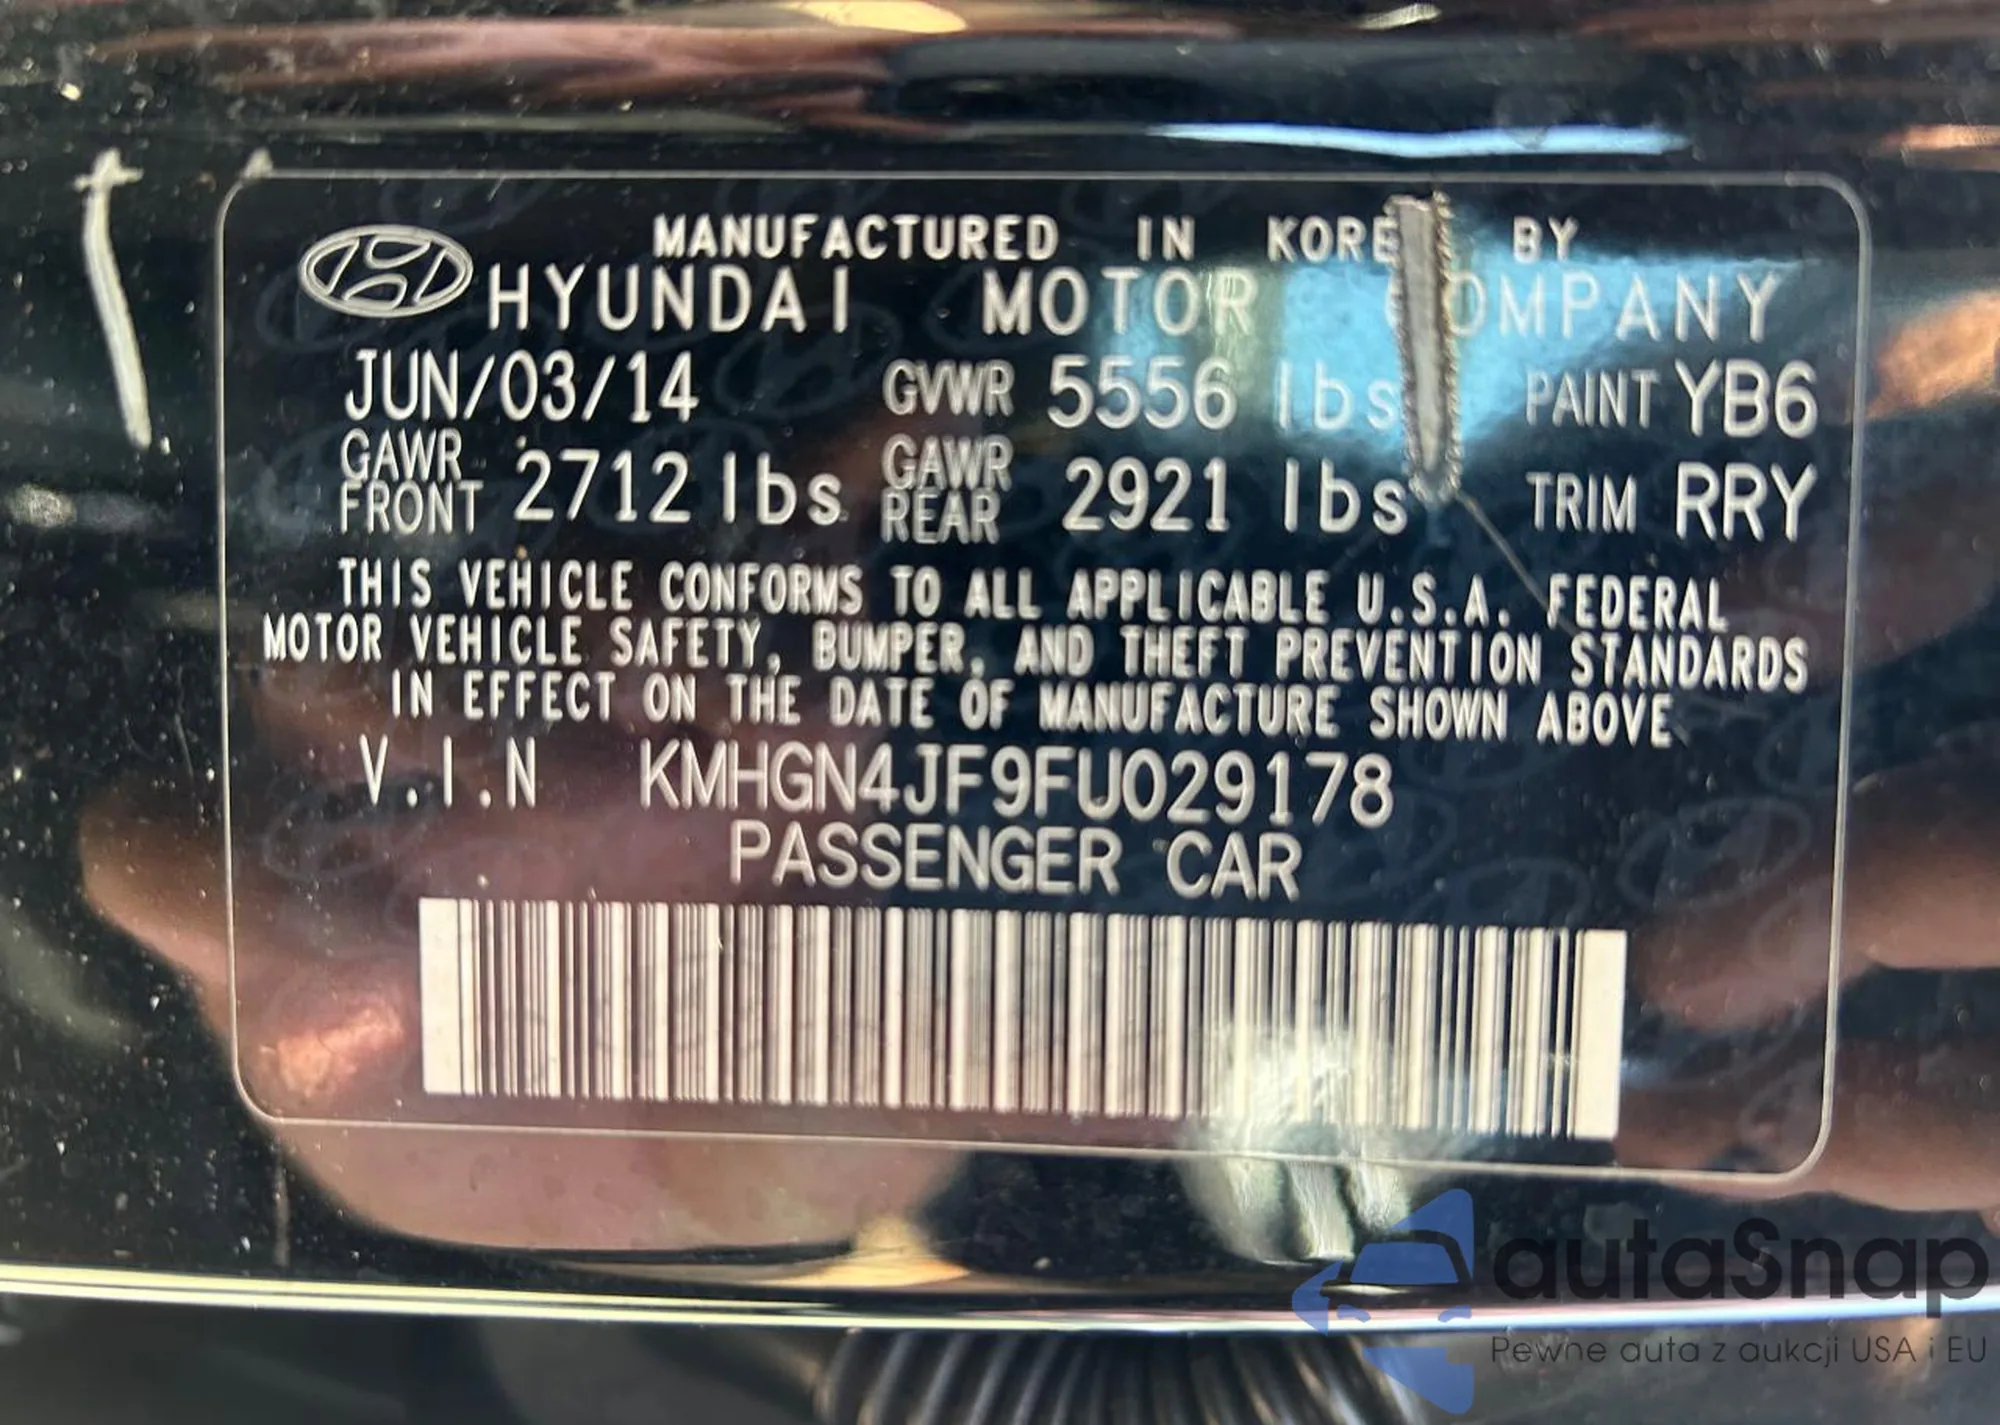 MANUFACTURED IN KORE BY
HYUNDAI MOTOR COMPANY
JUN/03/14 GVWR 5556 lbs PAINT YB6
GAWR FRONT 2712 lbs GAWR REAR 2921 lbs TRIM RRY
THIS VEHICLE CONFORMS TO ALL APPLICABLE U.S.A. FEDERAL
MOTOR VEHICLE SAFETY, BUMPER, AND THEFT PREVENTION STANDARDS
IN EFFECT ON THE DATE OF MANUFACTURE SHOWN ABOVE
V.I.N KMHGN4JF9FU029178
PASSENGER CAR
autaSnap
Pewne auta z aukcji USA i EU